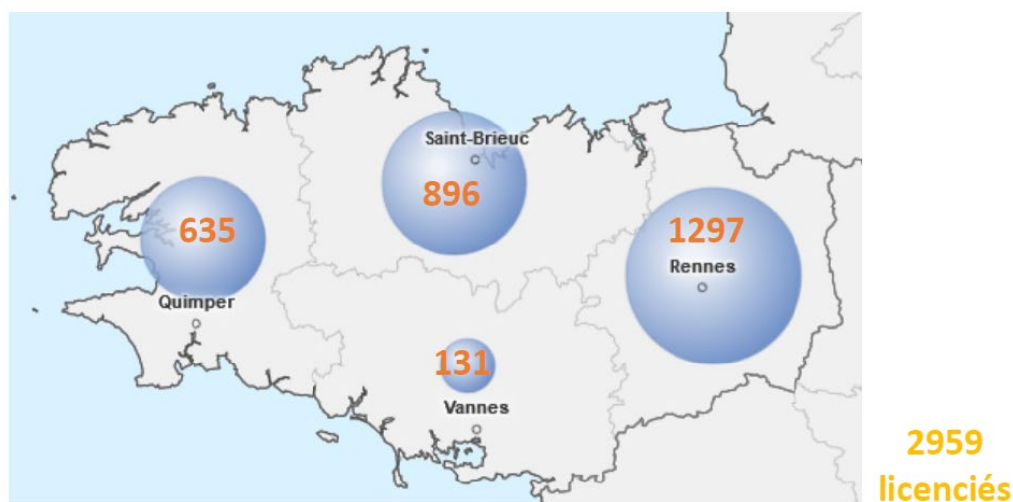 Saint-Brieuc
896
635
1297
Rennes
Quimper
131
Vannes
2959
licenciés